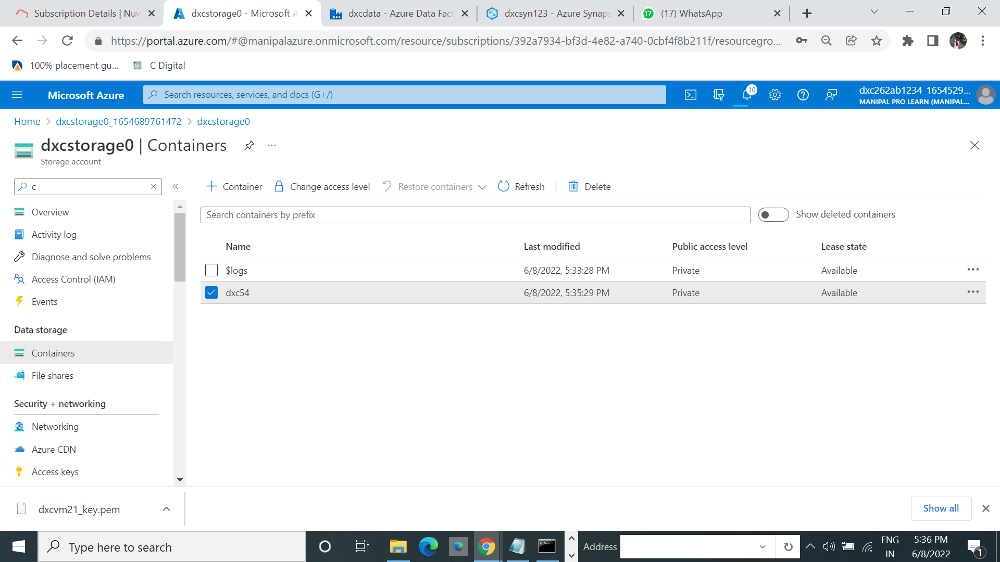 Subscription Details | Nuv
dxcstorage0 - Microsoft A
dxcdata - Azure Data Fact
dxcsyn123 - Azure Synaps
17
(17) WhatsApp
https://portal.azure.com/#@manipalazure.onmicrosoft.com/resource/subscriptions/392a7934-bf3d-4e82-a740-0cbf4f8b211f/resourcegro...
100% placement gu...
C Digital
Microsoft Azure
Search resources, services, and docs (G+/)
10
dxc262ab1234_1654529...
MANIPAL PRO LEARN (MANIPAL...
Home > dxcstorage0_1654689761472 > dxcstorage0
dxcstorage0 | Containers
...
Storage account
c
Container
Change access level
Restore containers
Refresh
Delete
Search containers by prefix
Show deleted containers
Overview
Activity log
Diagnose and solve problems
Access Control (IAM)
Events
Data storage
Containers
File shares
Security + networking
Networking
Azure CDN
Access keys
Name Last modified Public access level Lease state
$logs 6/8/2022, 5:33:28 PM Private Available
dxc54 6/8/2022, 5:35:29 PM Private Available
dxcvm21_key.pem
Show all
Type here to search
Address
ENG
IN
5:36 PM
6/8/2022
1